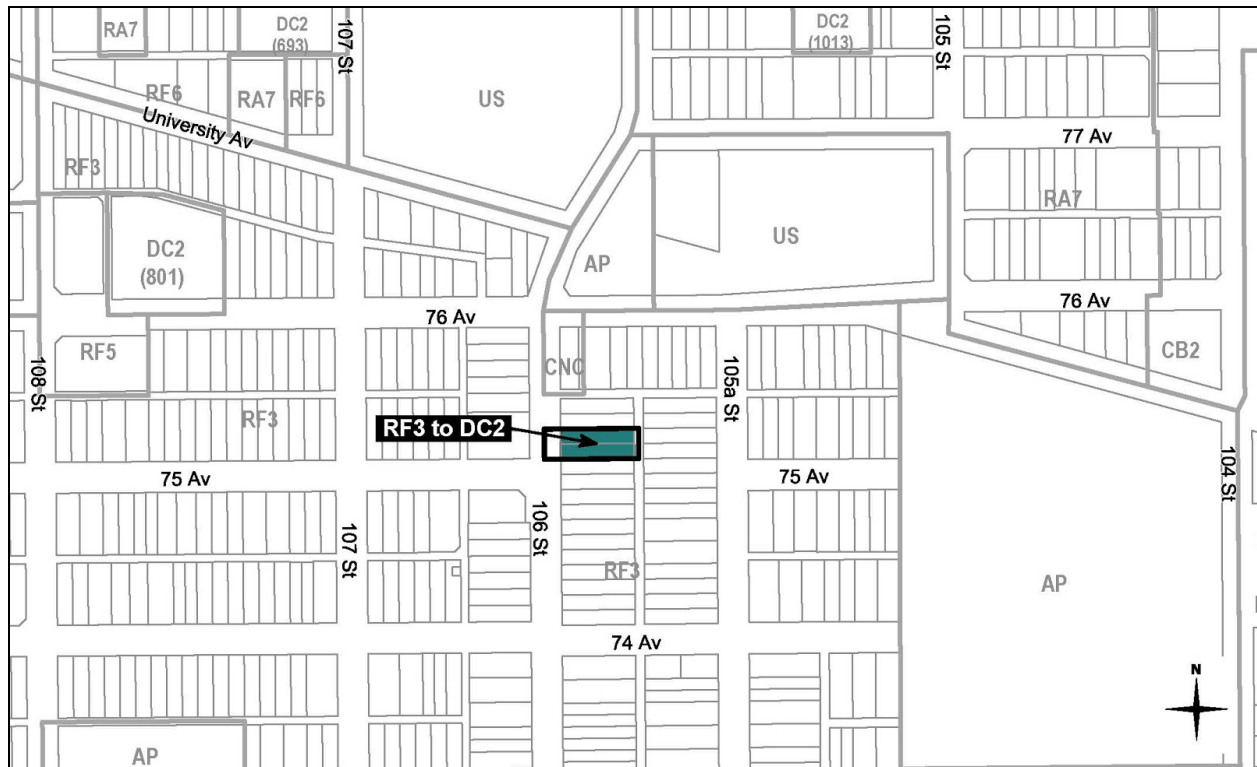 RA7
DC2
(693)
107 St
DC2
(1013)
105 St
RF6
RA7
RF6
US
University Av
77 Av
RF3
RA7
DC2
(801)
AP
US
76 Av
76 Av
RF5
CNC
CB2
108 St
105a St
RF3
RF3 to DC2
75 Av
75 Av
104 St
107 St
106 St
RF3
AP
74 Av
N
AP